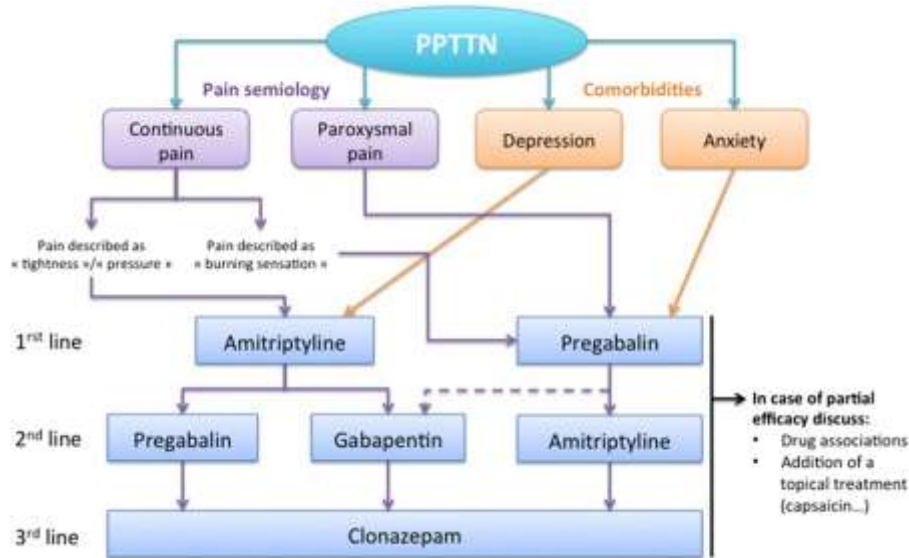 PPTTN
Pain semiology
Comorbidities
Continuous
pain
Paroxysmal
pain
Depression
Anxiety
Pain described as
« tightness »/« pressure »
Pain described as
« burning sensation »
1rst line
Amitriptyline
Pregabalin
2nd line
Pregabalin
Gabapentin
Amitriptyline
3rd line
Clonazepam
In case of partial
efficacy discuss:
• Drug associations
• Addition of a
topical treatment
(capsaicin...)